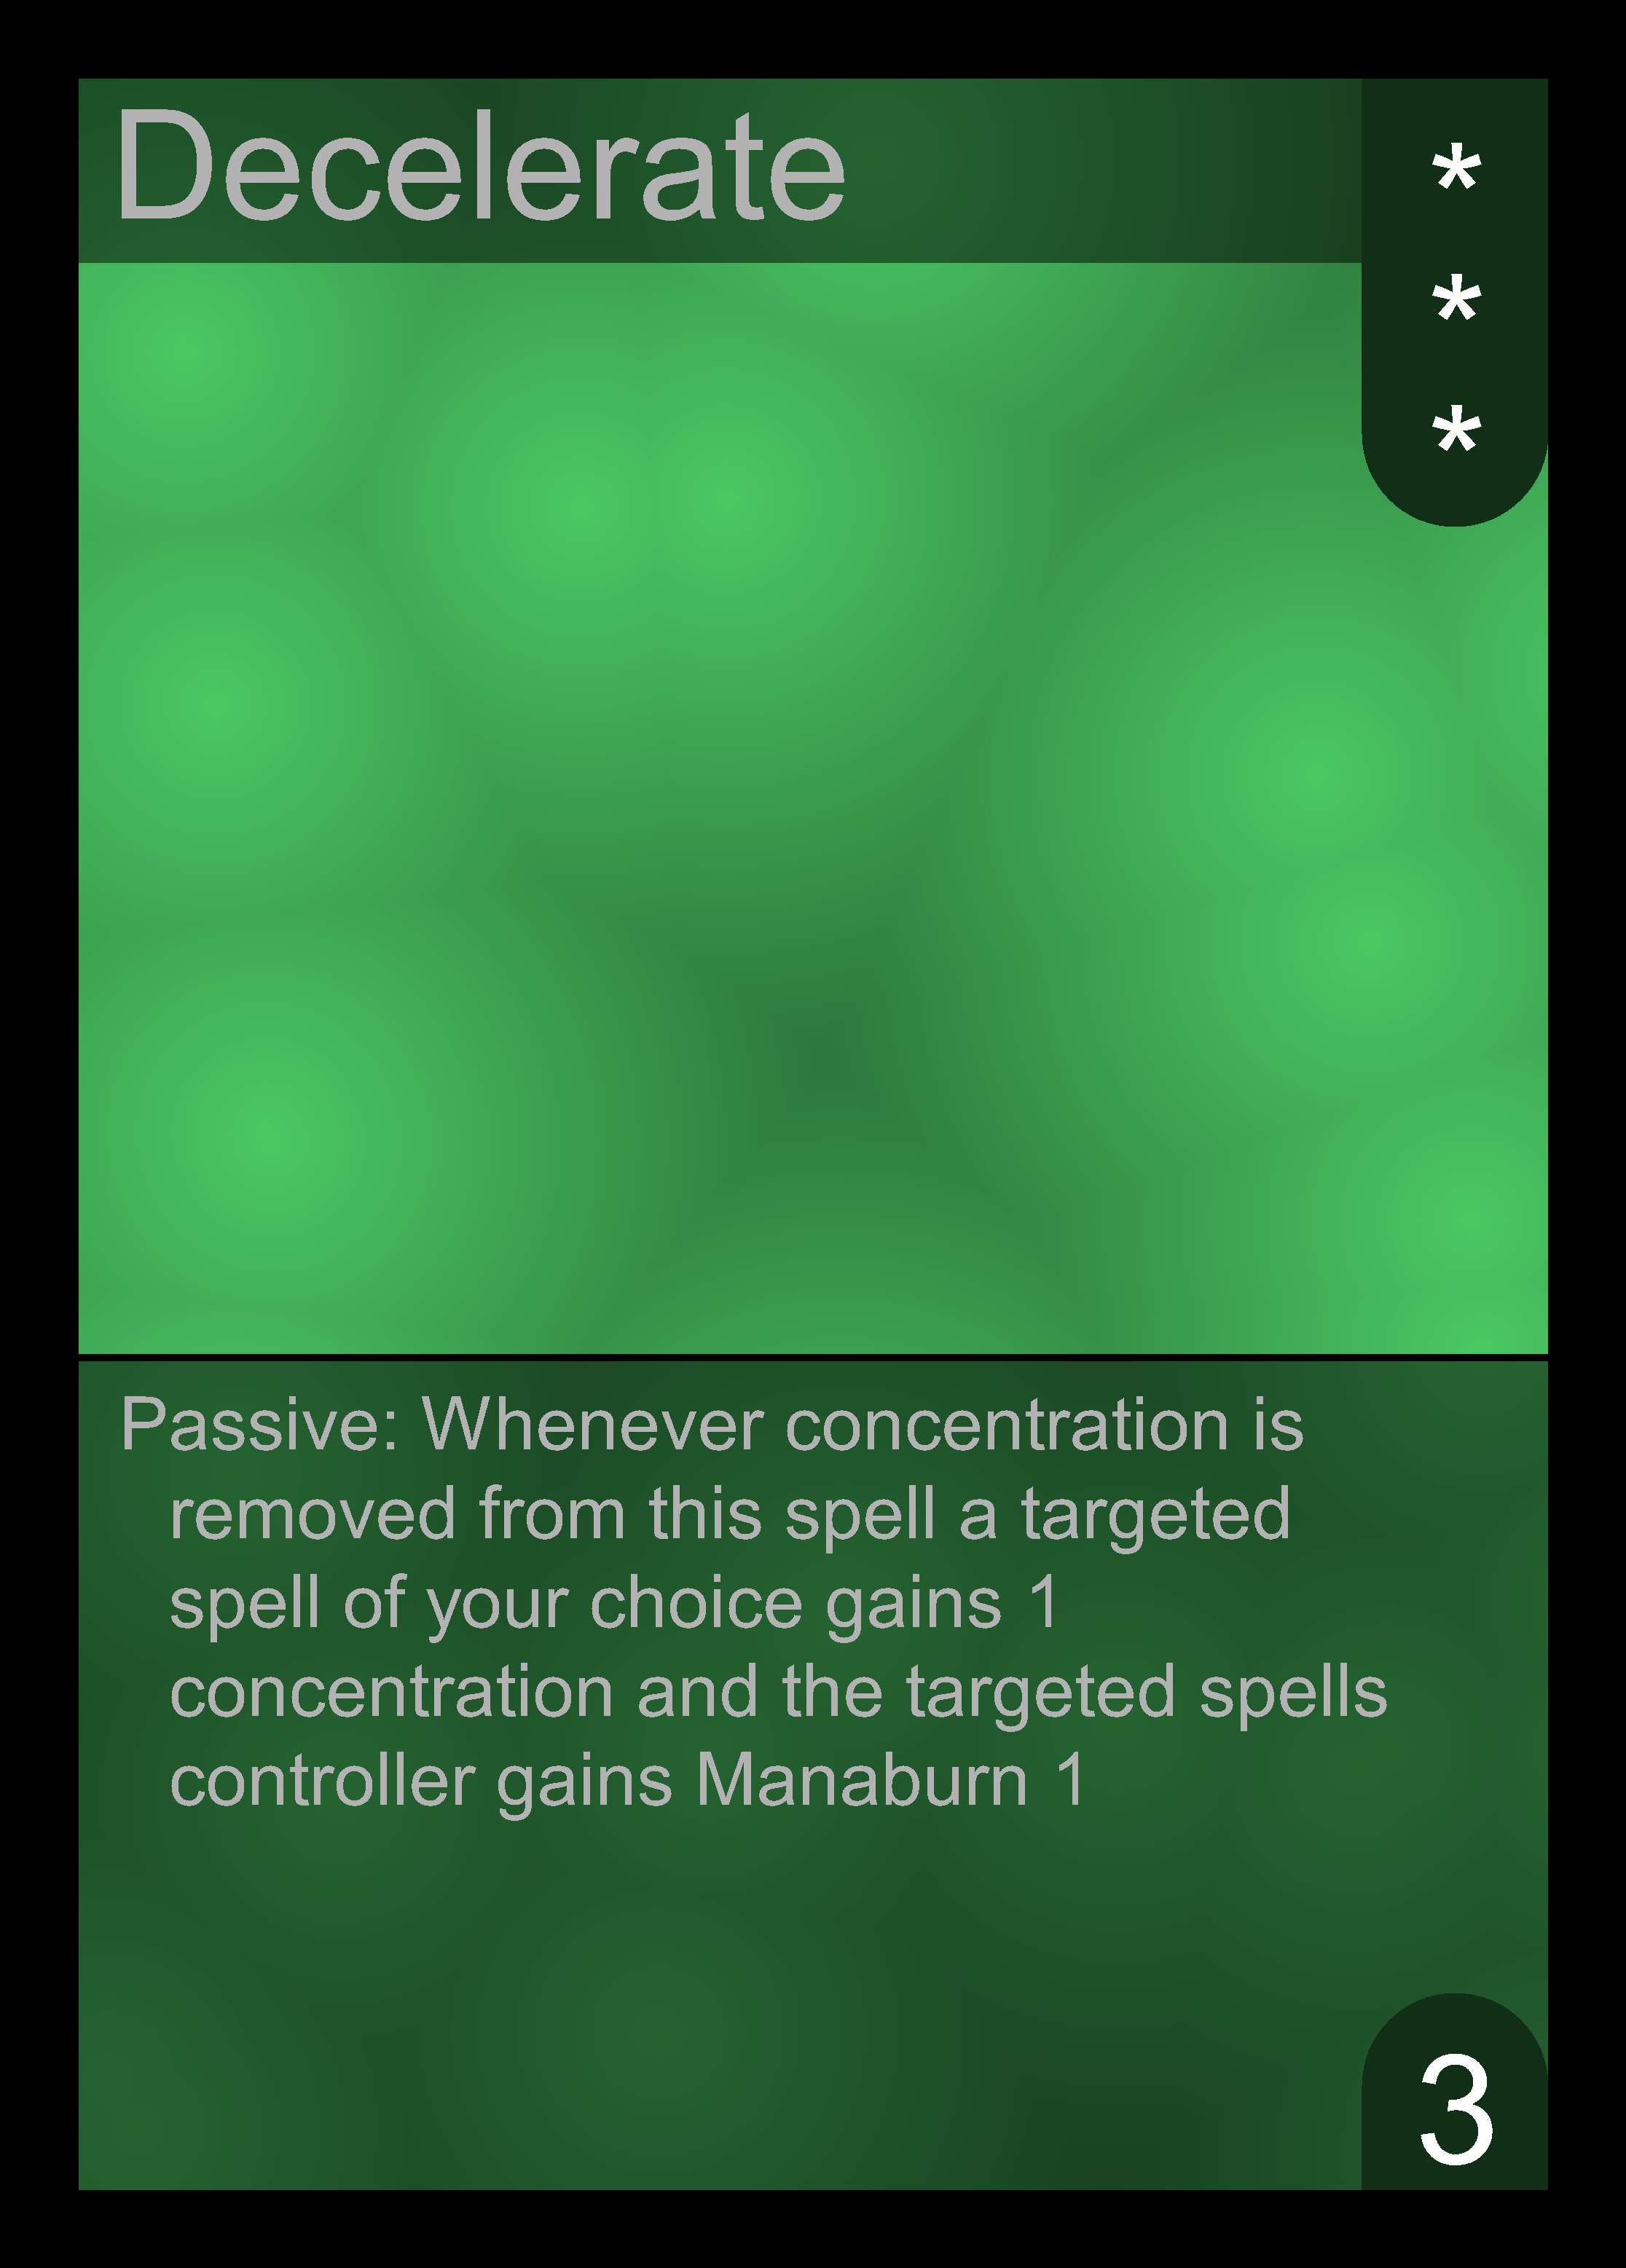 Decelerate
*
*
*
Passive: Whenever concentration is
removed from this spell a targeted
spell of your choice gains 1
concentration and the targeted spells
controller gains Manaburn 1
3